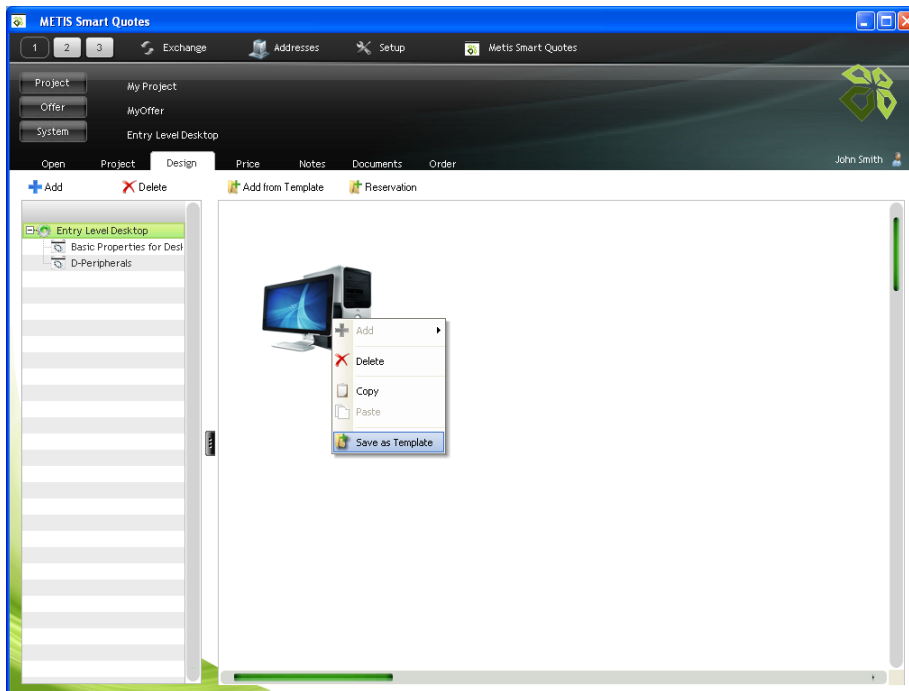 METIS Smart Quotes
1 2 3 Exchange Addresses Setup Metis Smart Quotes
Project My Project
Offer MyOffer
System Entry Level Desktop
Open Project Design Price Notes Documents Order John Smith
Add Delete Add from Template Reservation
Entry Level Desktop
Basic Properties for Desk
D-Peripherals
Add
Delete
Copy
Paste
Save as Template